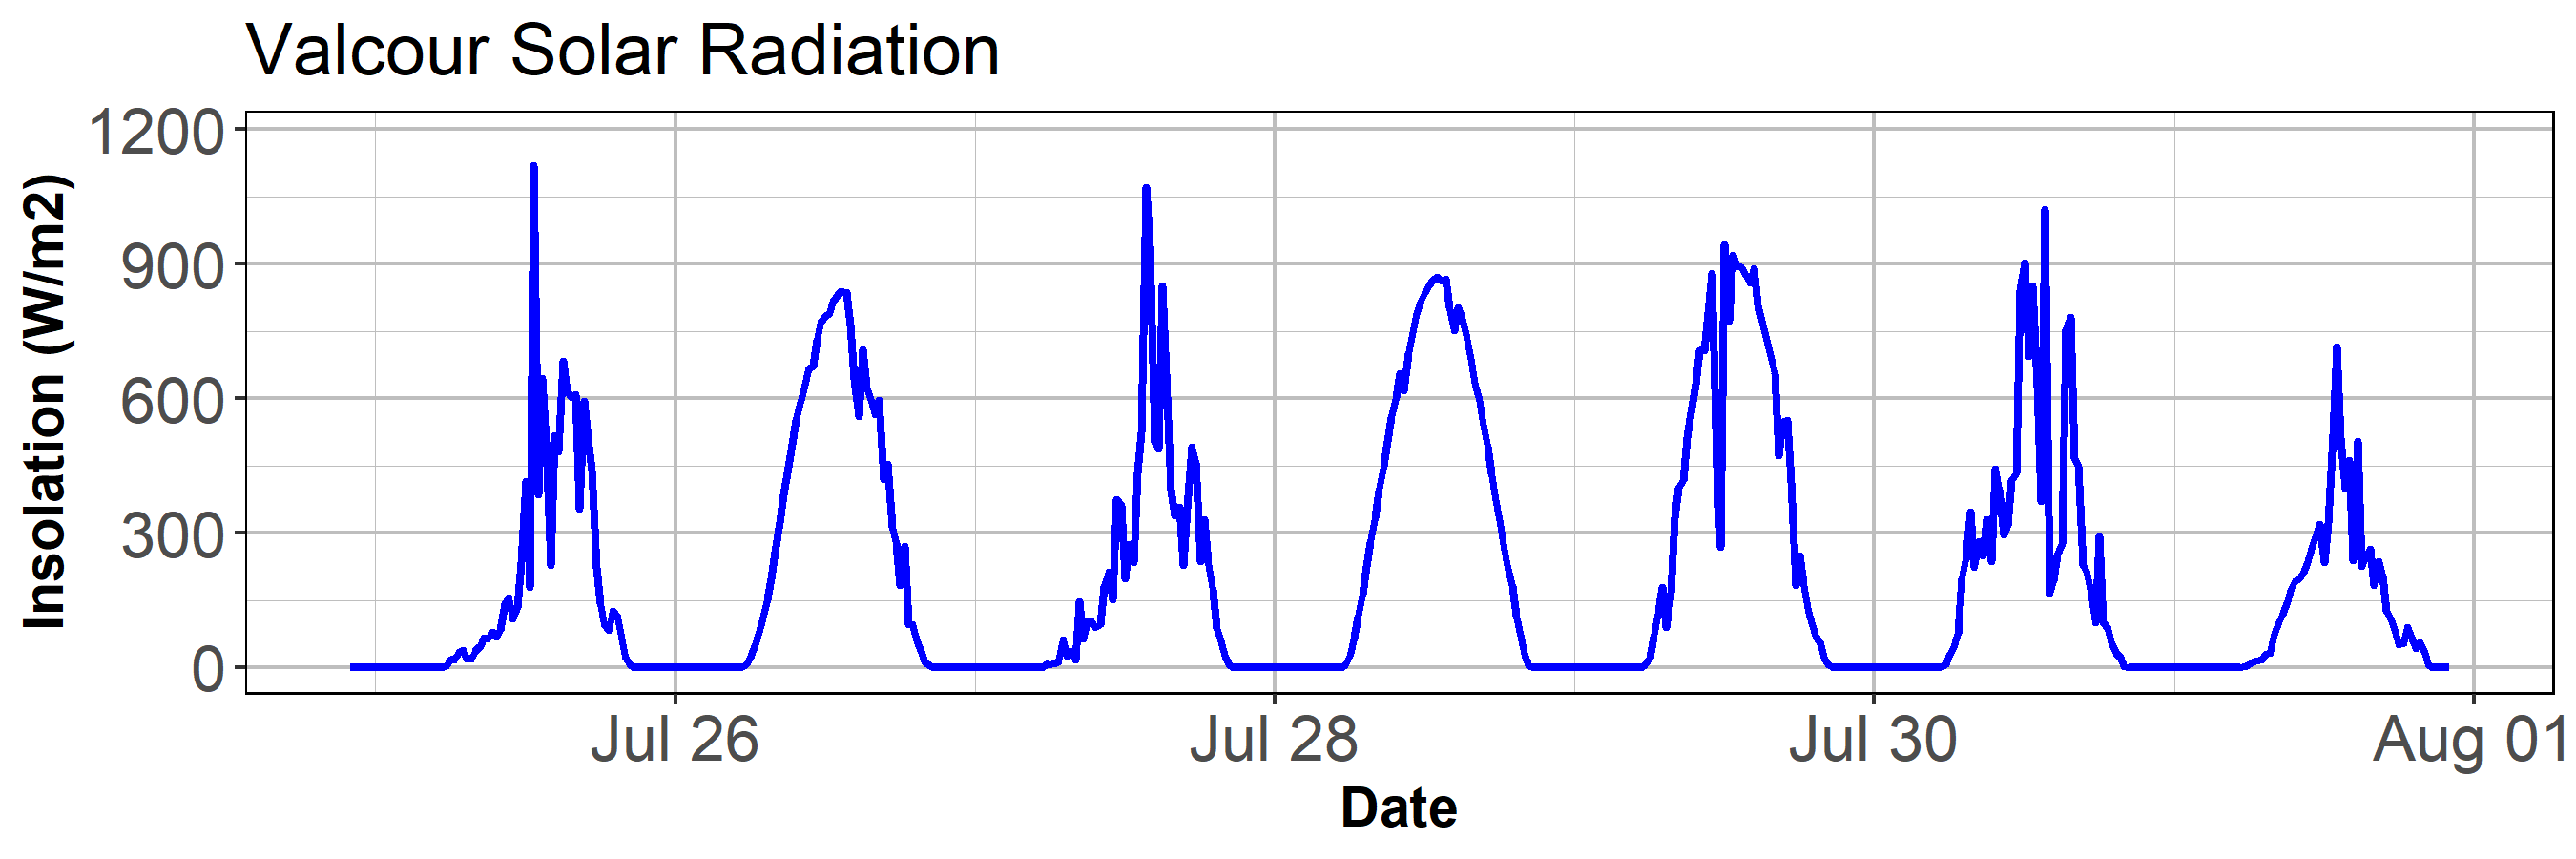 Valcour Solar Radiation
1200
900
600
300
0
Insolation (W/m2)
Jul 26 Jul 28 Jul 30 Aug 01
Date